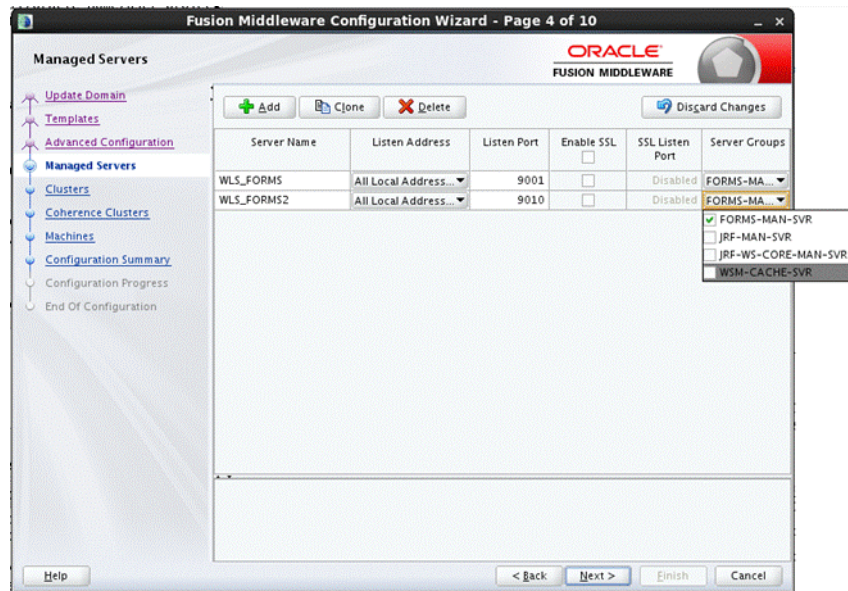 Fusion Middleware Configuration Wizard - Page 4 of 10
Managed Servers
ORACLE
FUSION MIDDLEWARE
Update Domain
Templates
Advanced Configuration
Managed Servers
Clusters
Coherence Clusters
Machines
Configuration Summary
Configuration Progress
End Of Configuration
Add Clone Delete Discard Changes
Server Name Listen Address Listen Port Enable SSL SSL Listen Port Server Groups
WLS_FORMS All Local Address... 9001 Disabled FORMS-MA...
WLS_FORMS2 All Local Address... 9010 Disabled FORMS-MA...
FORMS-MAN-SVR
JRF-MAN-SVR
JRF-WS-CORE-MAN-SVR
WSM-CACHE-SVR
Help < Back Next > Finish Cancel